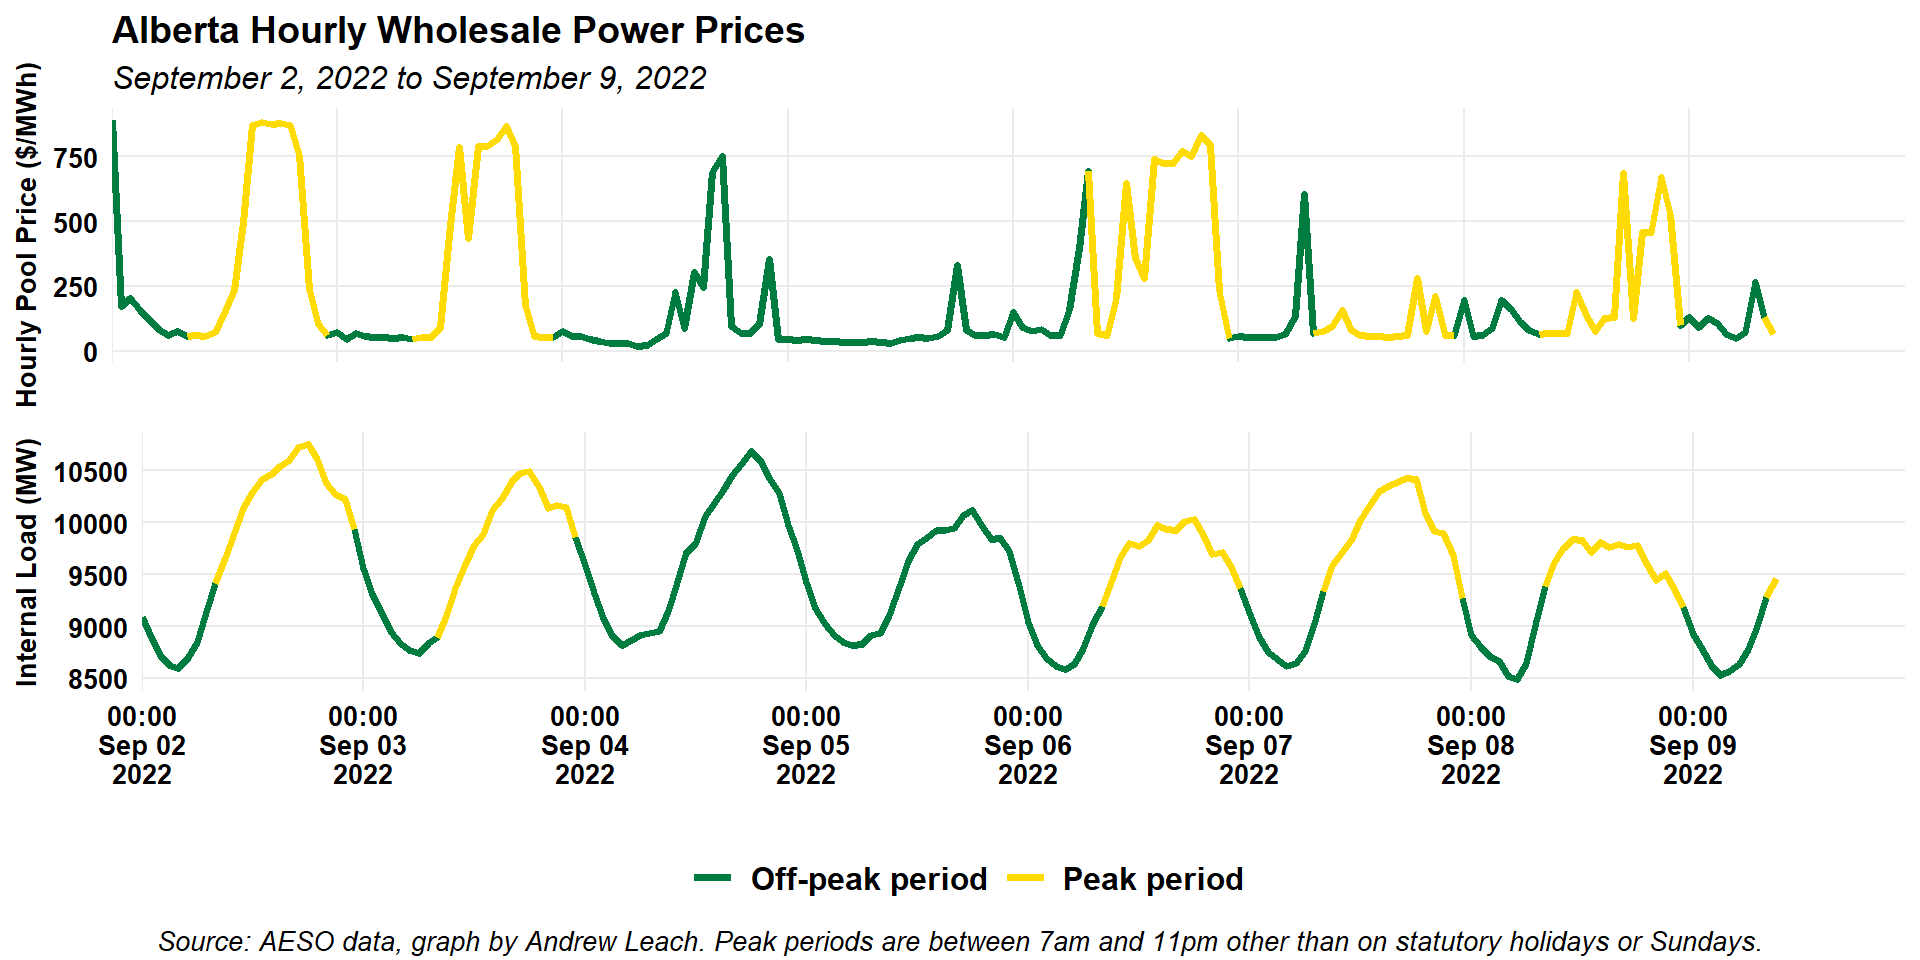 Alberta Hourly Wholesale Power Prices
September 2, 2022 to September 9, 2022
Hourly Pool Price ($/MWh)
750
500
250
0
Internal Load (MW)
10500
10000
9500
9000
8500
00:00 00:00 00:00 00:00 00:00 00:00 00:00 00:00
Sep 02 Sep 03 Sep 04 Sep 05 Sep 06 Sep 07 Sep 08 Sep 09
2022 2022 2022 2022 2022 2022 2022 2022
Off-peak period Peak period
Source: AESO data, graph by Andrew Leach. Peak periods are between 7am and 11pm other than on statutory holidays or Sundays.